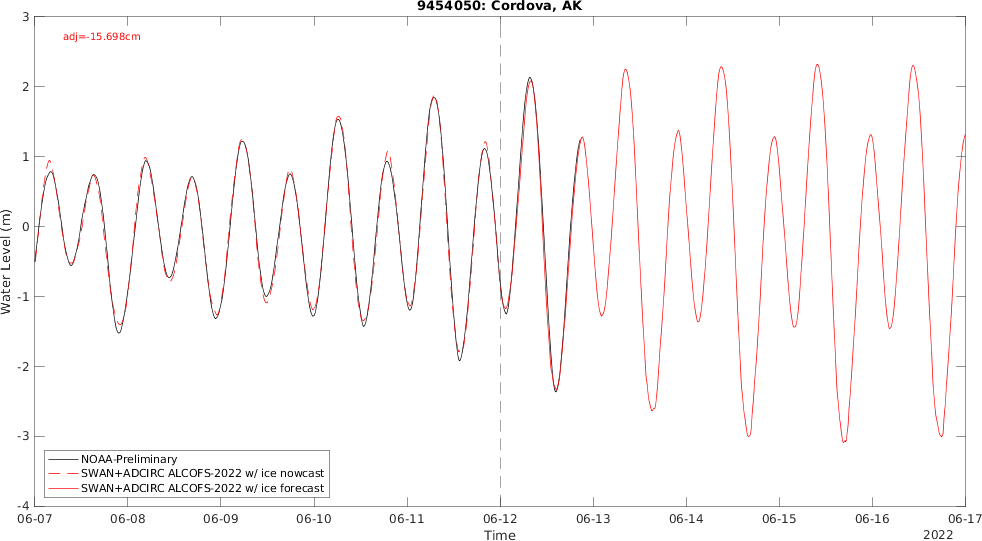 9454050: Cordova, AK
adj=-15.698cm
3
2
1
0
-1
-2
-3
-4
Water Level (m)
NOAA-Preliminary
SWAN+ADCIRC ALCOFS-2022 w/ ice nowcast
SWAN+ADCIRC ALCOFS-2022 w/ ice forecast
06-07 06-08 06-09 06-10 06-11 06-12 06-13 06-14 06-15 06-16 06-17
Time
2022